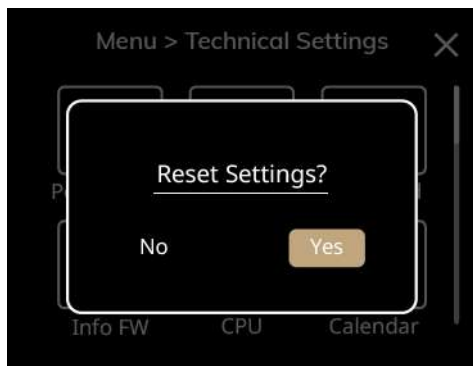 Menu > Technical Settings
Reset Settings?
No Yes
Info FW CPU Calendar